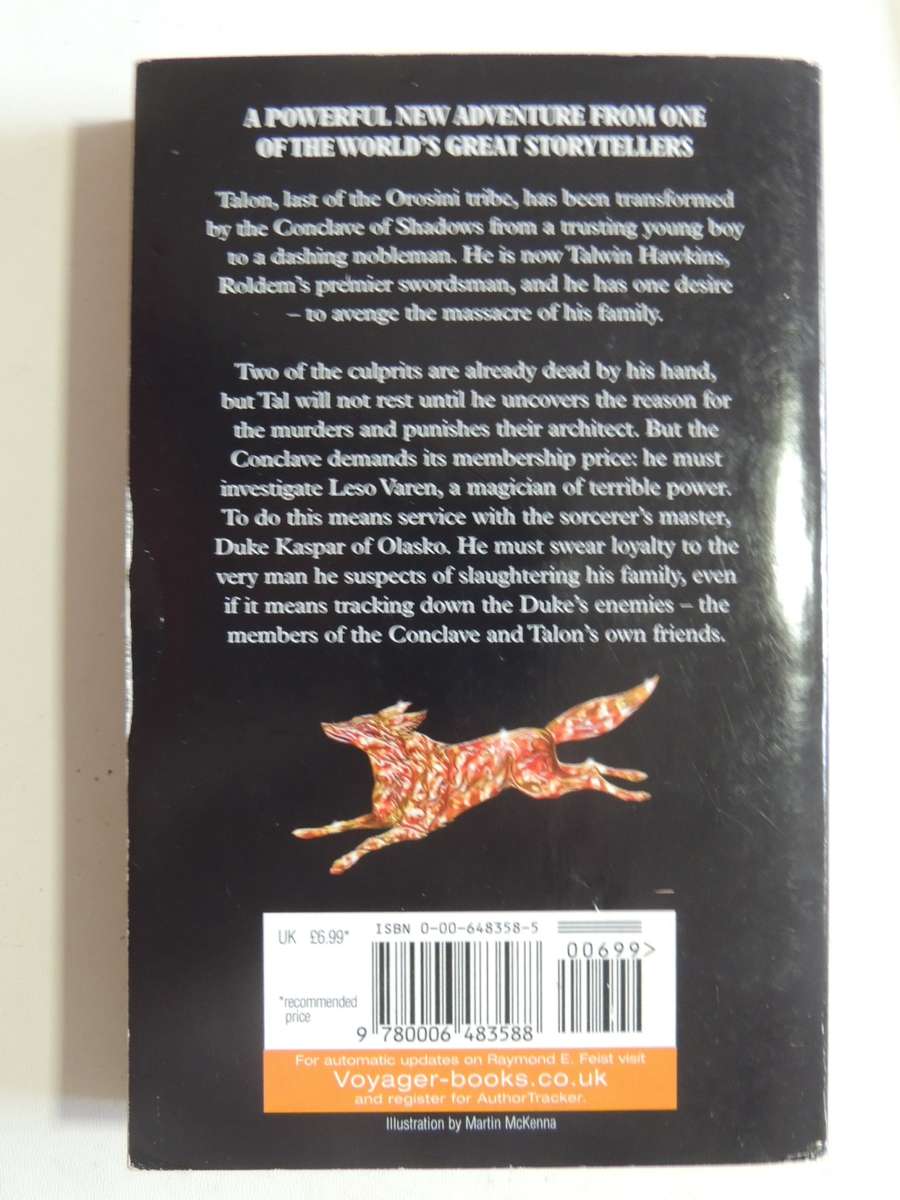 A POWERFUL NEW ADVENTURE FROM ONE
OF THE WORLD'S GREAT STORYTELLERS
Talon, last of the Orosini tribe, has been transformed
by the Conclave of Shadows from a trusting young boy
to a dashing nobleman. He is now Talwin Hawkins,
Roldem's premier swordsman, and he has one desire
– to avenge the massacre of his family.
Two of the culprits are already dead by his hand,
but Tal will not rest until he uncovers the reason for
the murders and punishes their architect. But the
Conclave demands its membership price: he must
investigate Leso Varen, a magician of terrible power.
To do this means service with the sorcerer's master,
Duke Kaspar of Olasko. He must swear loyalty to the
very man he suspects of slaughtering his family, even
if it means tracking down the Duke's enemies – the
members of the Conclave and Talon's own friends.
UK £6.99*
*recommended
price
ISBN 0-00-648358-5
00699>
9 780006 483588
For automatic updates on Raymond E. Feist visit
Voyager-books.co.uk
and register for AuthorTracker.
Illustration by Martin McKenna